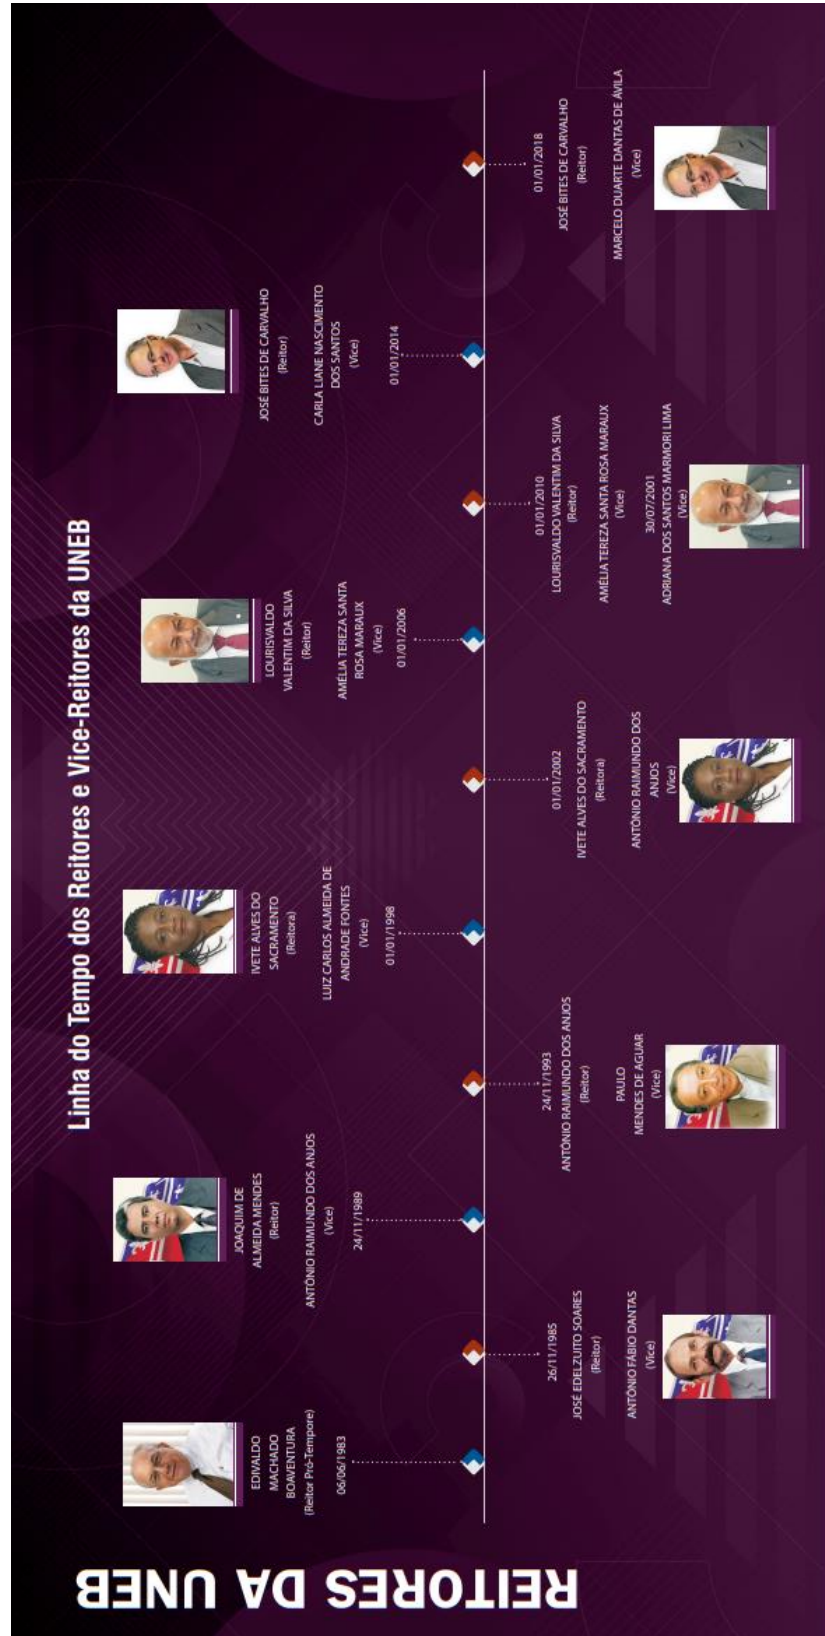 REITORES DA UNEB
Linha do Tempo dos Reitores e Vice-Reitores da UNEB
EDIVALDO
MACHADO
BOAVENTURA
(Reitor Pró-Tempore)
06/06/1983
26/11/1985
JOSÉ EDELZUITO SOARES
(Reitor)
ANTÔNIO FÁBIO DANTAS
(Vice)
JOAQUIM DE
ALMEIDA MENDES
(Reitor)
ANTÔNIO RAIMUNDO DOS ANJOS
(Vice)
24/11/1989
24/11/1993
ANTÔNIO RAIMUNDO DOS ANJOS
(Reitor)
PAULO
MENDES DE AGUAR
(Vice)
IVETE ALVES DO
SACRAMENTO
(Reitora)
LUIZ CARLOS ALMEIDA DE
ANDRADE FONTES
(Vice)
01/01/1998
01/01/2002
IVETE ALVES DO SACRAMENTO
(Reitora)
ANTÔNIO RAIMUNDO DOS
ANJOS
(Vice)
LOURISVALDO
VALENTIM DA SILVA
(Reitor)
AMÉLIA TEREZA SANTA
ROSA MARAUX
(Vice)
01/01/2006
01/01/2010
LOURISVALDO VALENTIM DA SILVA
(Reitor)
AMÉLIA TEREZA SANTA ROSA MARAUX
(Vice)
30/07/2001
ADRIANA DOS SANTOS MARMORI LIMA
(Vice)
JOSÉ BITES DE CARVALHO
(Reitor)
CARLA LIANE NASCIMENTO
DOS SANTOS
(Vice)
01/01/2014
01/01/2018
JOSÉ BITES DE CARVALHO
(Reitor)
MARCELO DUARTE DANTAS DE ÁVILA
(Vice)